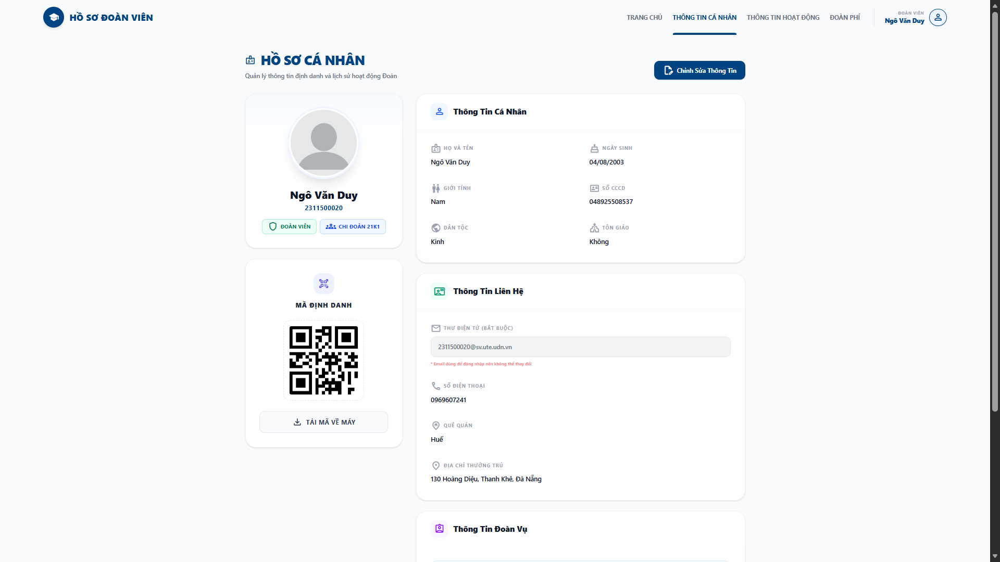 HỒ SƠ ĐOÀN VIÊN
TRANG CHỦ
THÔNG TIN CÁ NHÂN
THÔNG TIN HOẠT ĐỘNG
ĐOÀN PHÍ
ĐOÀN VIÊN
Ngô Văn Duy
HỒ SƠ CÁ NHÂN
Quản lý thông tin định danh và lịch sử hoạt động Đoàn
Chỉnh Sửa Thông Tin
Ngô Văn Duy
2311500020
ĐOÀN VIÊN
CHI ĐOÀN 21K1
MÃ ĐỊNH DANH
TẢI MÃ VỀ MÁY
Thông Tin Cá Nhân
HỌ VÀ TÊN
Ngô Văn Duy
NGÀY SINH
04/08/2003
GIỚI TÍNH
Nam
SỐ CCCD
048925508537
DÂN TỘC
Kinh
TÔN GIÁO
Không
Thông Tin Liên Hệ
THƯ ĐIỆN TỬ (BẮT BUỘC)
2311500020@sv.ute.udn.vn
* Email dùng để đăng nhập nên không thể thay đổi
SỐ ĐIỆN THOẠI
0969607241
QUÊ QUÁN
Huế
ĐỊA CHỈ THƯỜNG TRÚ
130 Hoàng Diệu, Thanh Khê, Đà Nẵng
Thông Tin Đoàn Vụ